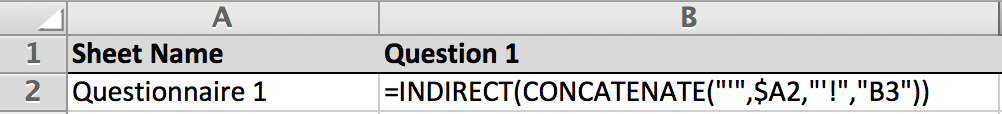 A B
1 Sheet Name Question 1
2 Questionnaire 1 =INDIRECT(CONCATENATE("'",$A2,"'!","B3"))